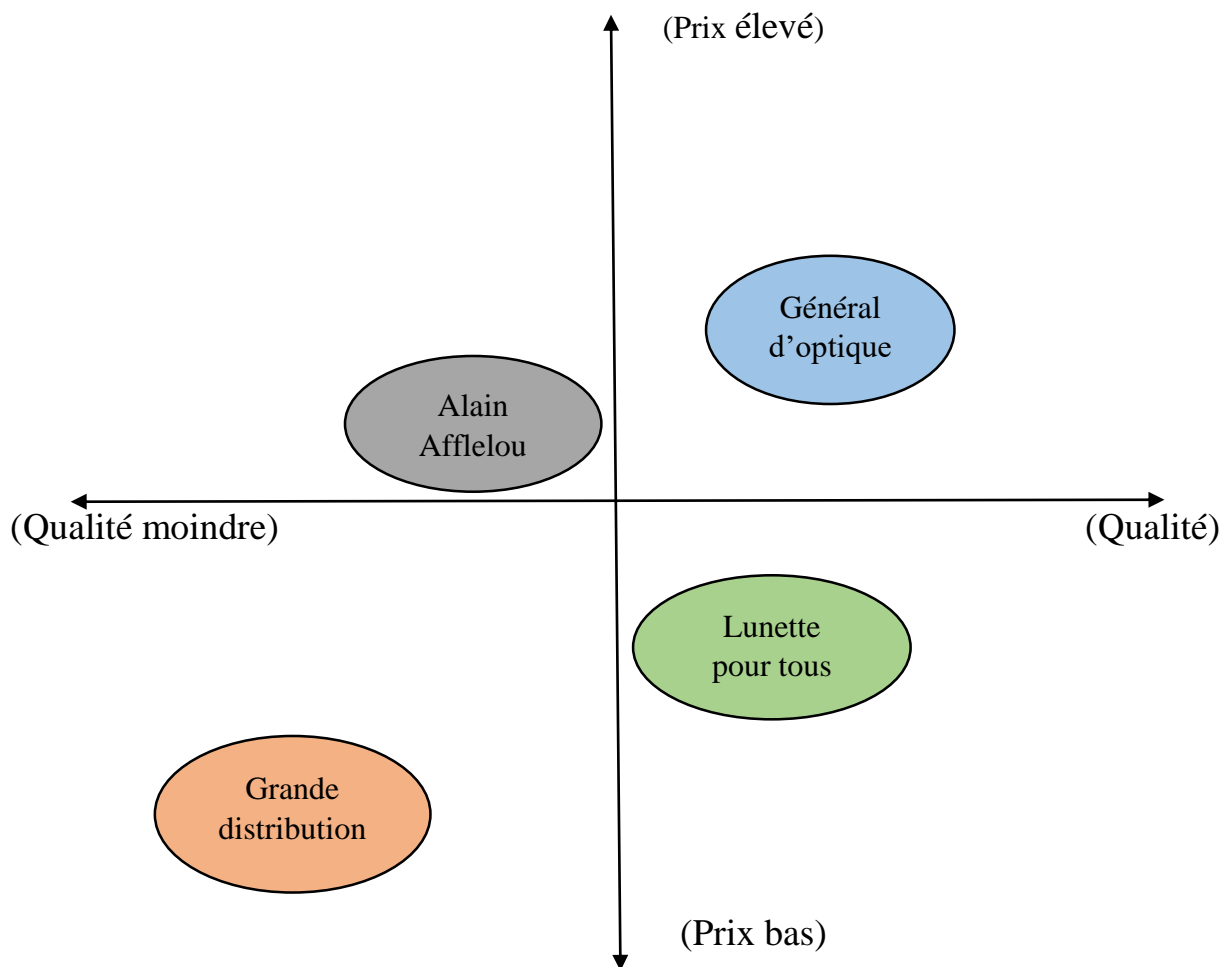 (Prix élevé)
Général
d’optique
Alain
Afflelou
(Qualité moindre)
(Qualité)
Lunette
pour tous
Grande
distribution
(Prix bas)